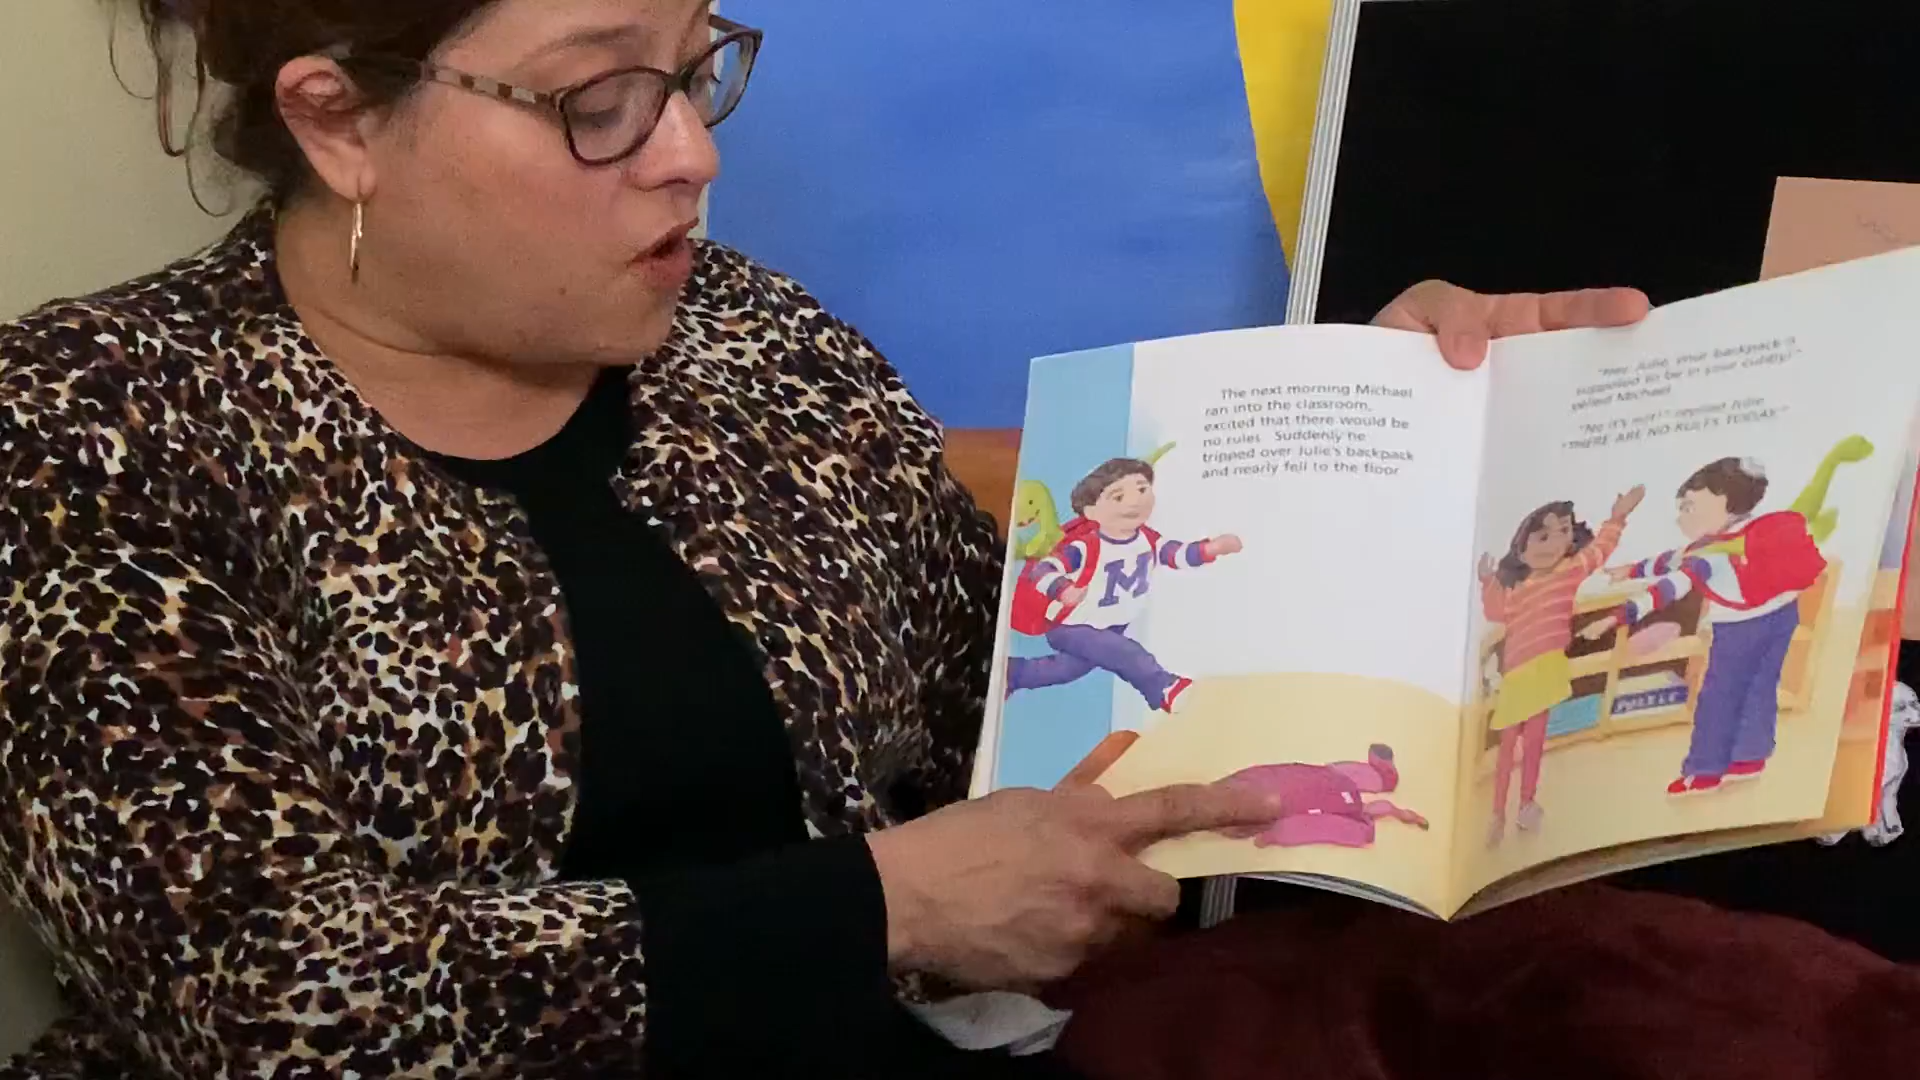 The next morning Michael
ran into the classroom,
excited that there would be
no rules. Suddenly he
tripped over Julie's backpack
and nearly fell to the floor.
"Hey, Julie, your backpack is
supposed to be in your cubby!"
yelled Michael.
"No it's not!" replied Julie.
"THERE ARE NO RULES TODAY."
M
PUZZLE